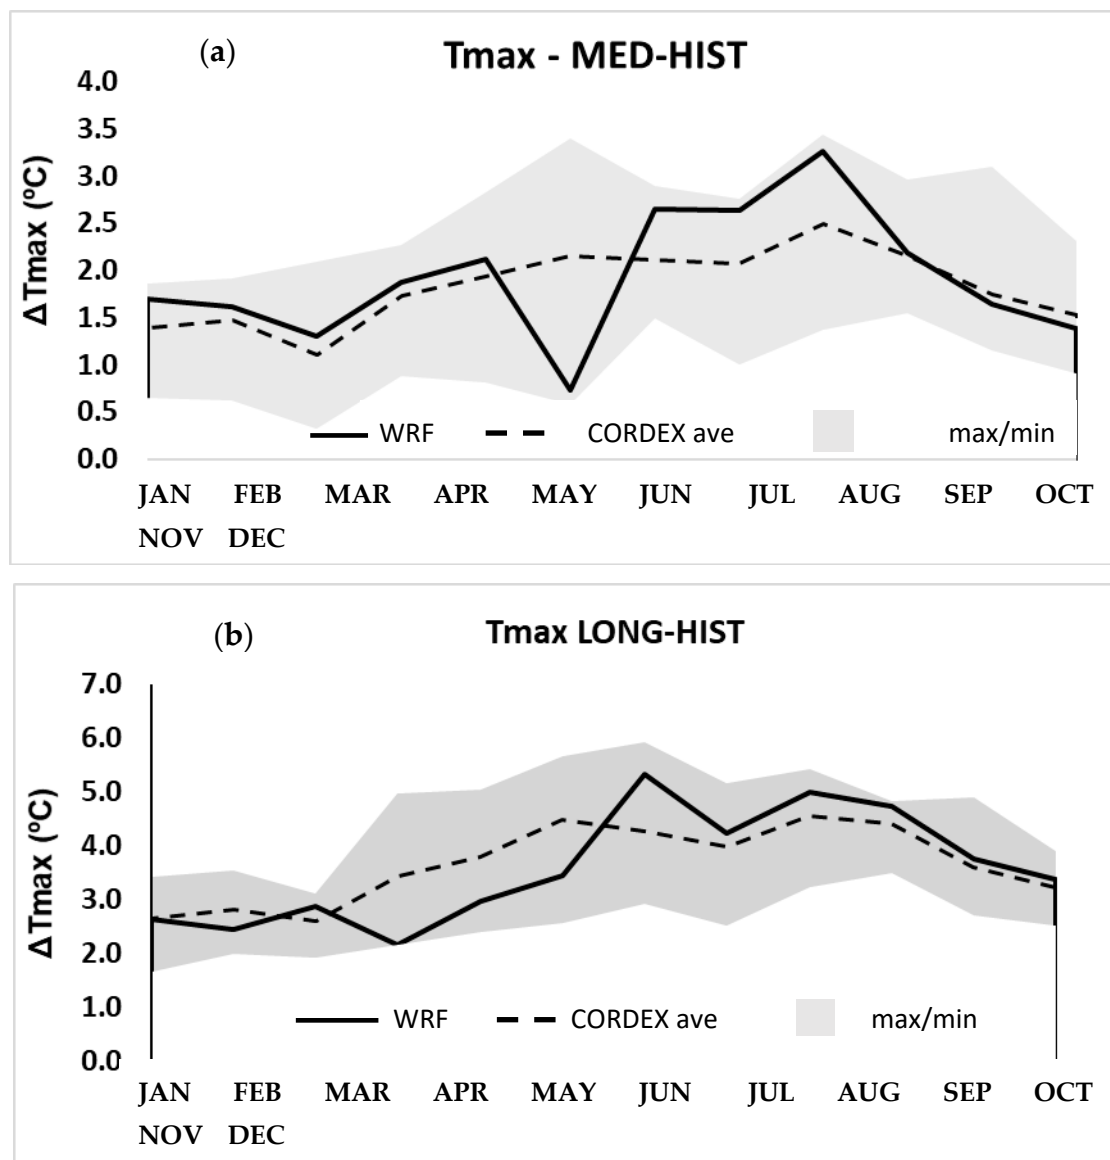 (a)
Tmax - MED-HIST
ΔTmax (ºC)
4.0
3.5
3.0
2.5
2.0
1.5
1.0
0.5
0.0
WRF CORDEX ave max/min
JAN FEB MAR APR MAY JUN JUL AUG SEP OCT
NOV DEC
(b)
Tmax LONG-HIST
ΔTmax (ºC)
7.0
6.0
5.0
4.0
3.0
2.0
1.0
0.0
WRF CORDEX ave max/min
JAN FEB MAR APR MAY JUN JUL AUG SEP OCT
NOV DEC